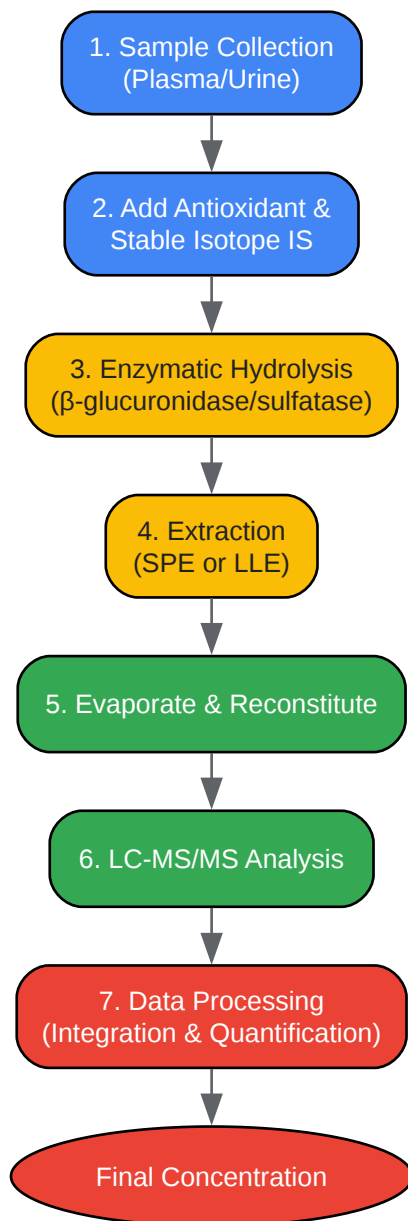 1. Sample Collection
(Plasma/Urine)
2. Add Antioxidant &
Stable Isotope IS
3. Enzymatic Hydrolysis
(β-glucuronidase/sulfatase)
4. Extraction
(SPE or LLE)
5. Evaporate & Reconstitute
6. LC-MS/MS Analysis
7. Data Processing
(Integration & Quantification)
Final Concentration